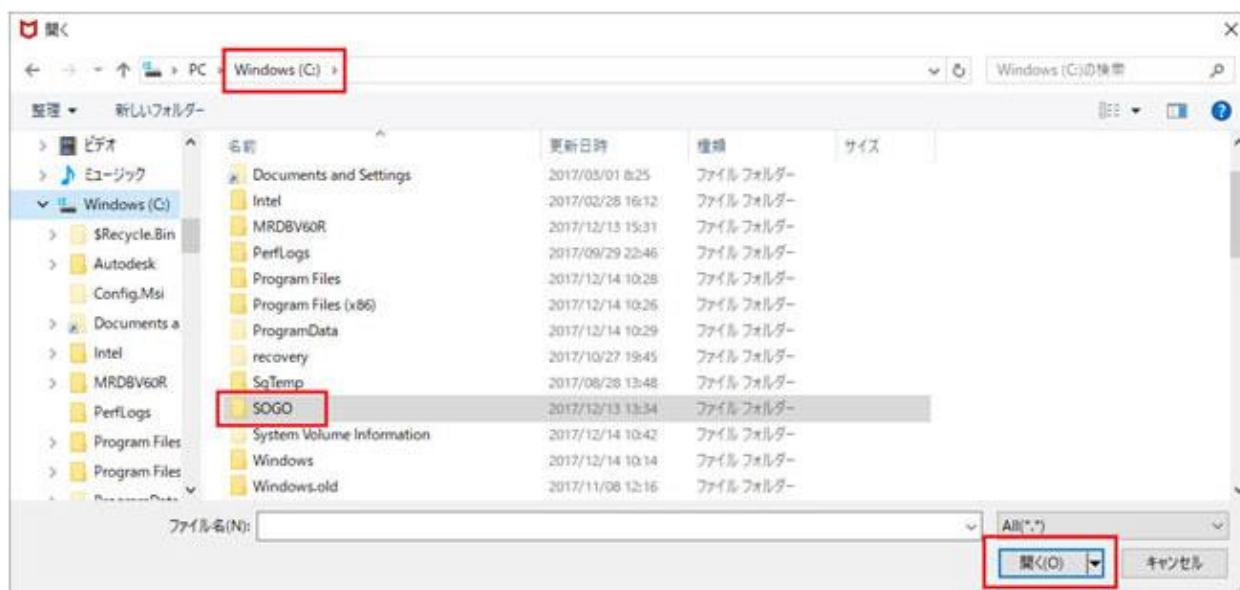 開く
PC Windows (C:) Windows (C:)の検索
整理 新しいフォルダー
ビデオ
ミュージック
Windows (C:)
$Recycle.Bin
Autodesk
Config.Msi
Documents a
Intel
MRDBV60R
PerfLogs
Program Files
Program Files
ProgramData
名前 更新日時 種類 サイズ
Documents and Settings 2017/03/01 8:25 ファイル フォルダー
Intel 2017/02/28 16:12 ファイル フォルダー
MRDBV60R 2017/12/13 15:31 ファイル フォルダー
PerfLogs 2017/09/29 22:46 ファイル フォルダー
Program Files 2017/12/14 10:28 ファイル フォルダー
Program Files (x86) 2017/12/14 10:26 ファイル フォルダー
ProgramData 2017/12/14 10:29 ファイル フォルダー
recovery 2017/10/27 19:45 ファイル フォルダー
SqTemp 2017/08/28 13:48 ファイル フォルダー
SOGO 2017/12/13 13:34 ファイル フォルダー
System Volume Information 2017/12/14 10:42 ファイル フォルダー
Windows 2017/12/14 10:14 ファイル フォルダー
Windows.old 2017/11/08 12:16 ファイル フォルダー
ファイル名(N): All(*.*)
開く(O) キャンセル